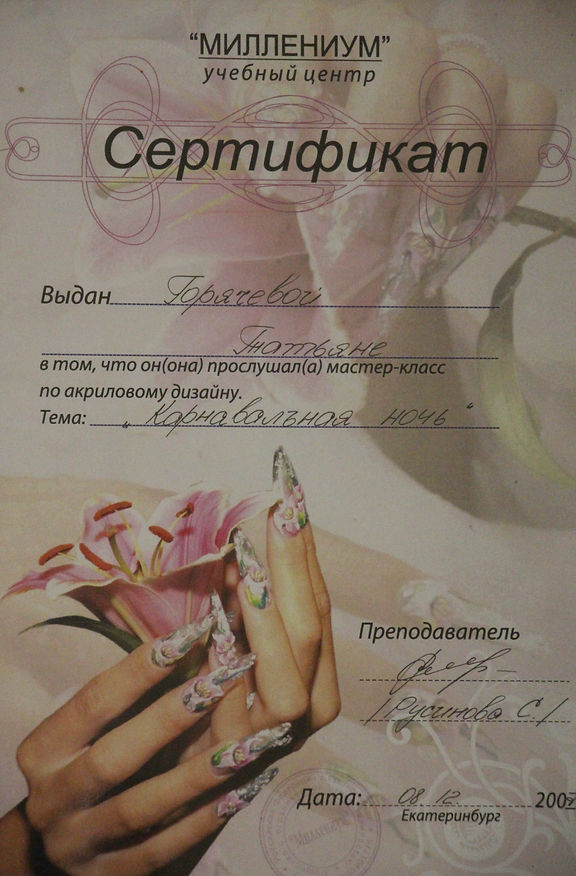 “МИЛЛЕНИУМ”
учебный центр
Сертификат
Выдан Горячевой
Татьяне
в том, что он(она) прослушал(а) мастер-класс
по акриловому дизайну.
Тема: „Карнавальная ночь“
Преподаватель
/Русинова С./
Дата: 08.12. 200
Екатеринбург